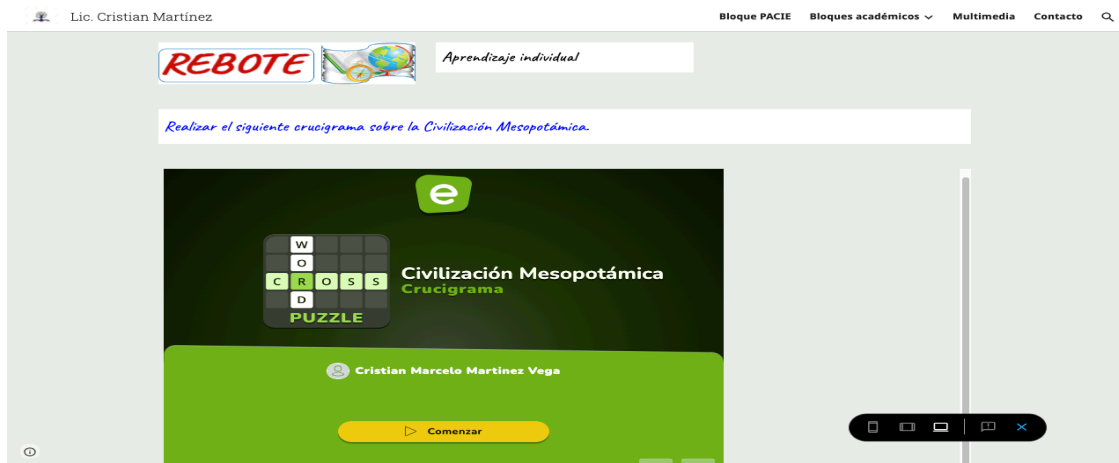 Lic. Cristian Martínez
Bloque PACIE Bloques académicos Multimedia Contacto
REBOTE
Aprendizaje individual
Realizar el siguiente crucigrama sobre la Civilización Mesopotámica.
e
W
O
C R O S S
D
PUZZLE
Civilización Mesopotámica
Crucigrama
Cristian Marcelo Martinez Vega
Comenzar